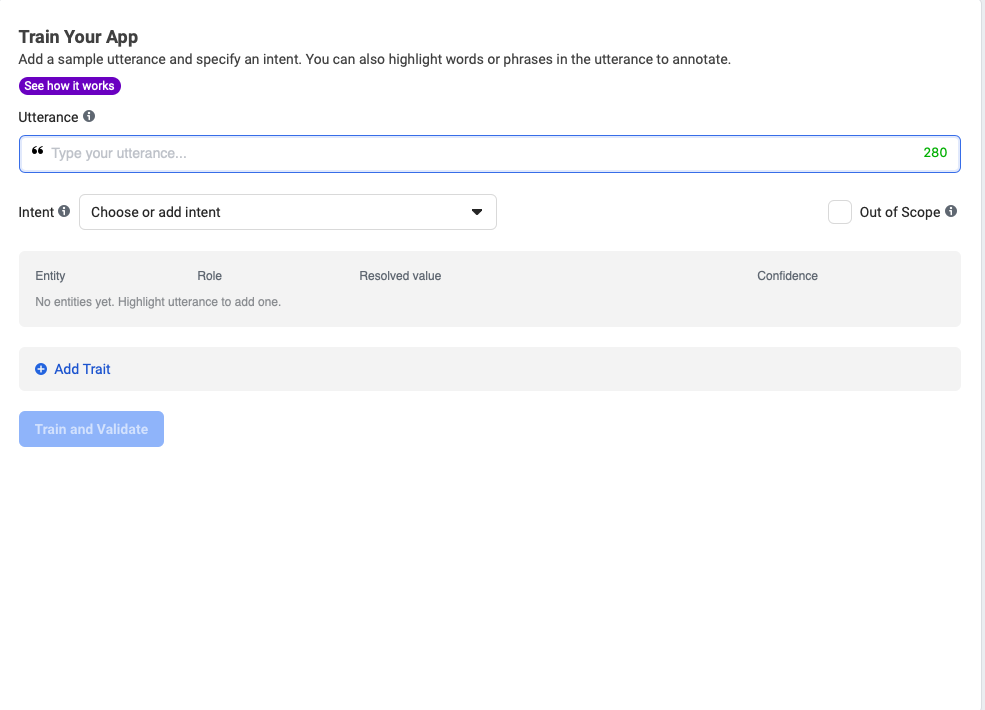 Train Your App
Add a sample utterance and specify an intent. You can also highlight words or phrases in the utterance to annotate.
See how it works
Utterance
❝ Type your utterance... 280
Intent Choose or add intent Out of Scope
Entity Role Resolved value Confidence
No entities yet. Highlight utterance to add one.
Add Trait
Train and Validate